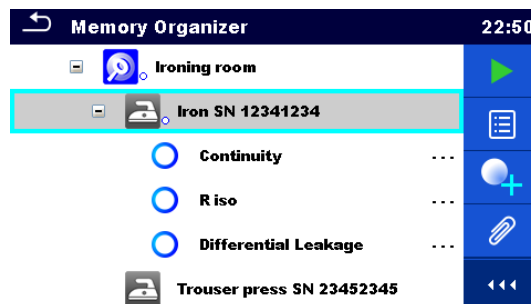 Memory Organizer 22:50
Ironing room
Iron SN 12341234
Continuity ---
R iso ---
Differential Leakage ---
Trouser press SN 23452345